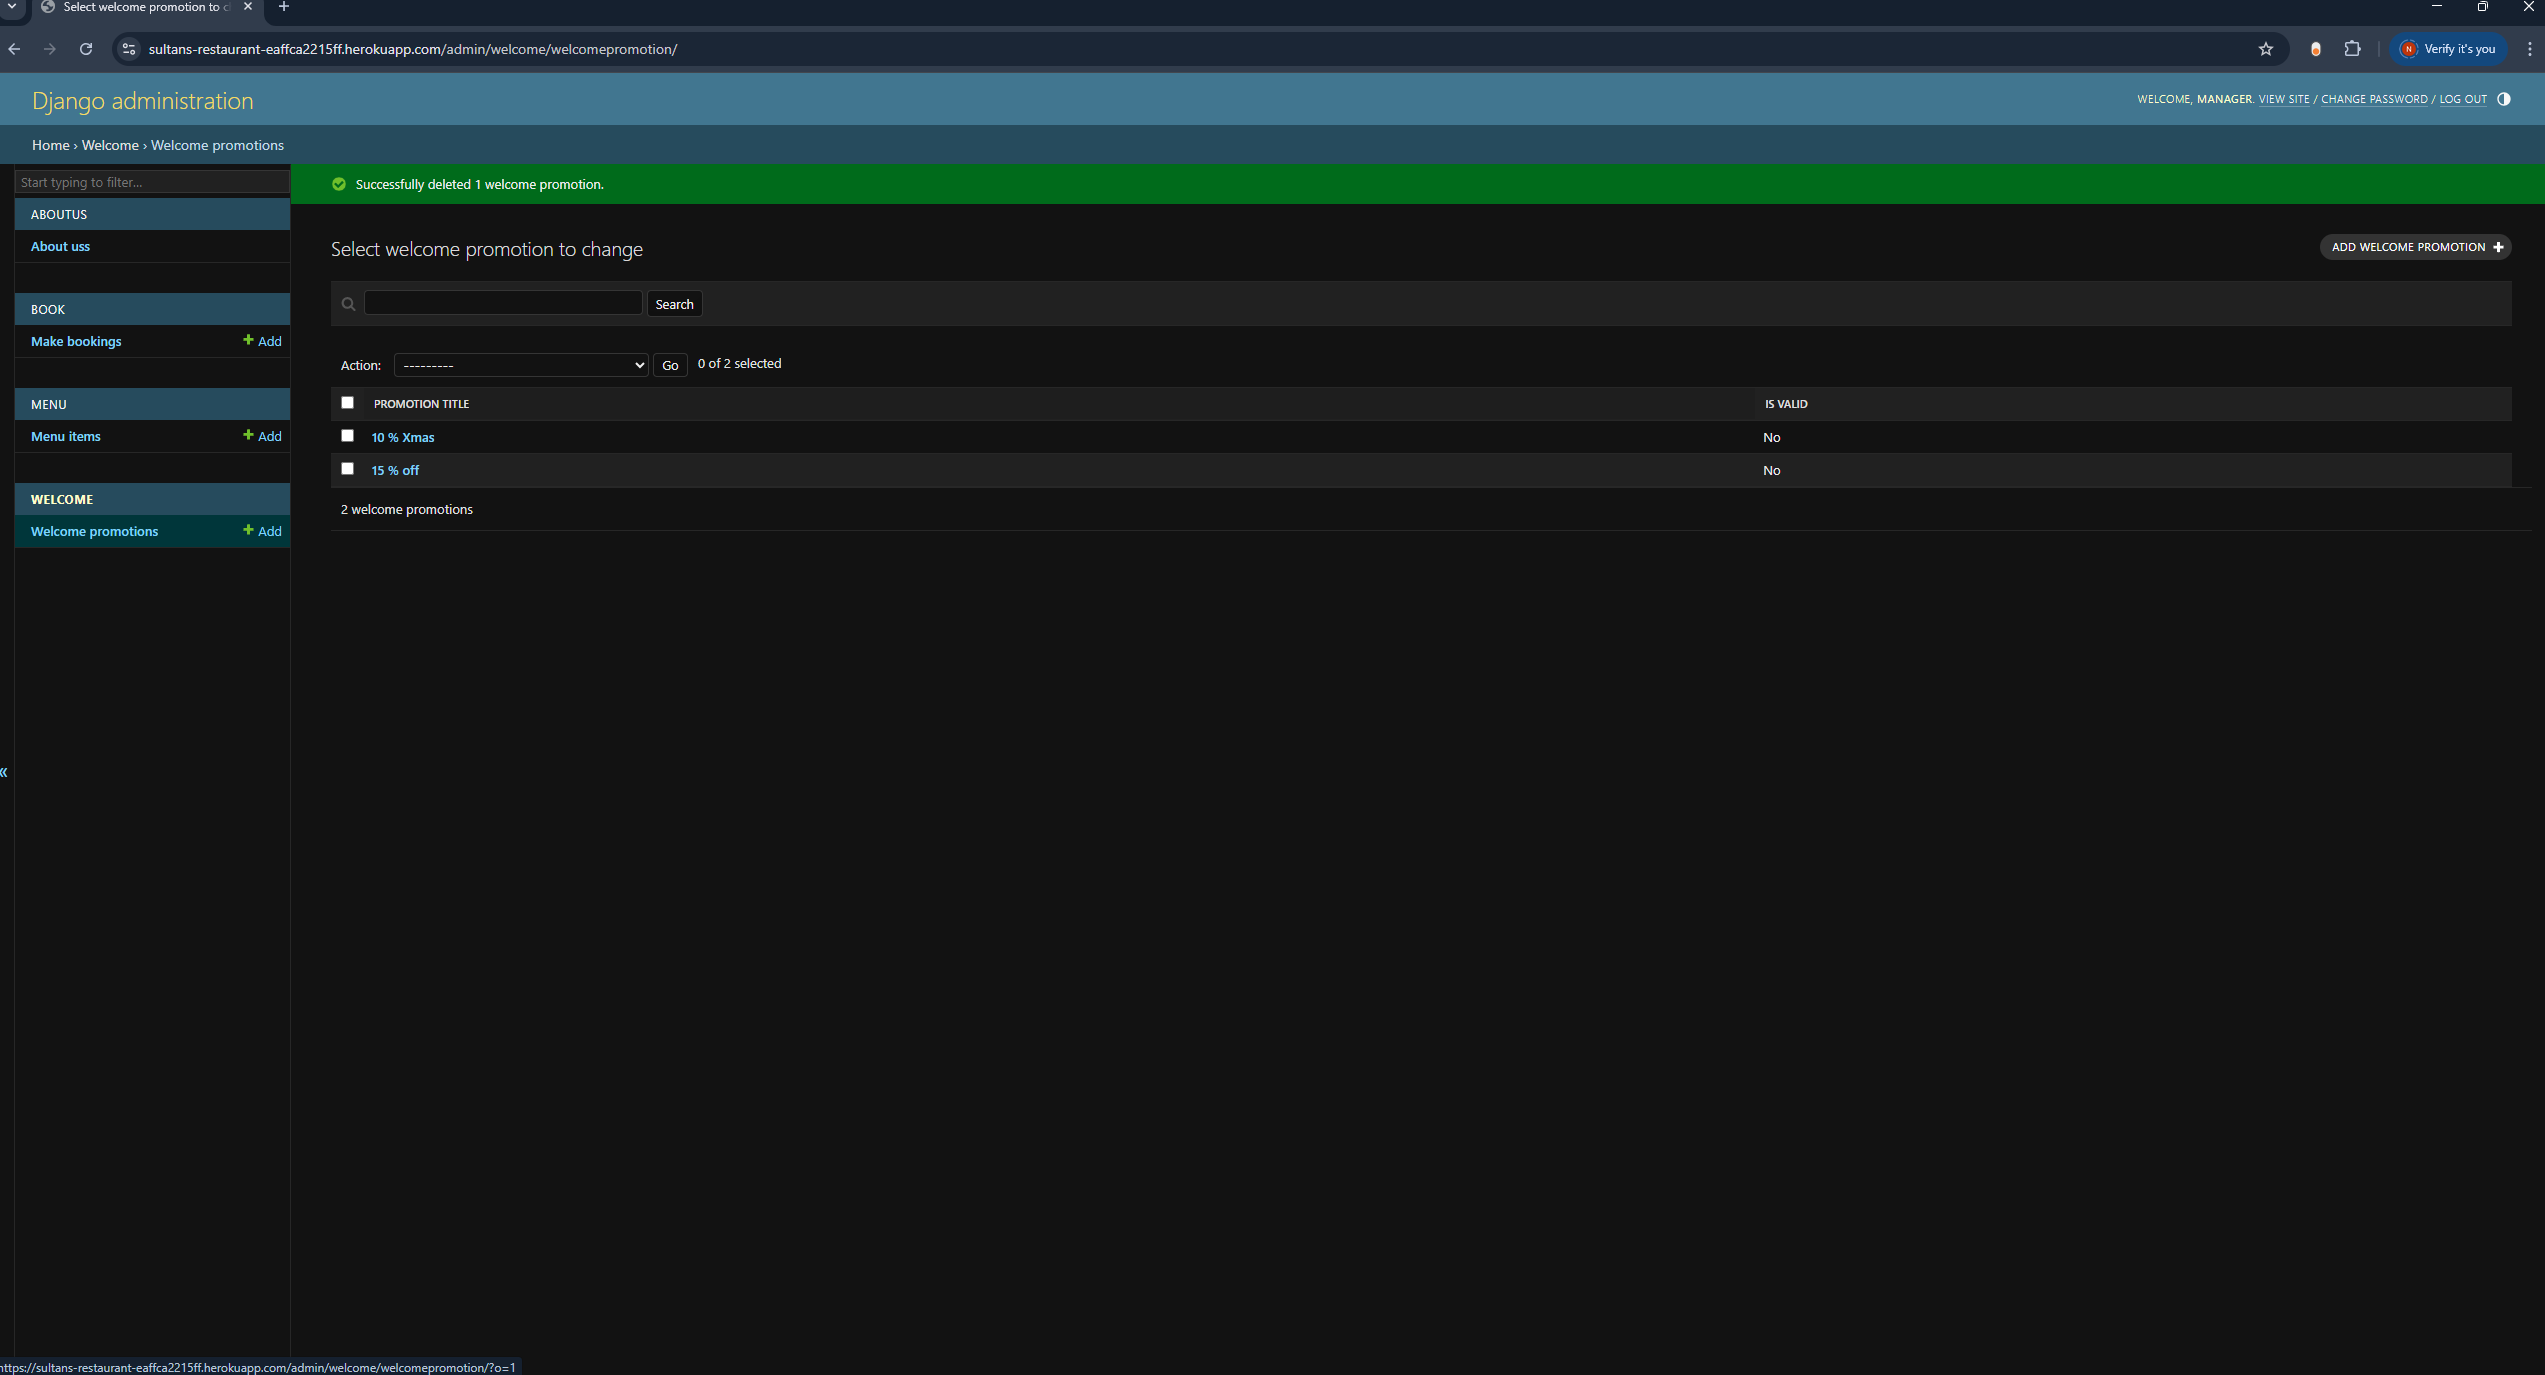 Select welcome promotion to c
sultans-restaurant-eaffca2215ff.herokuapp.com/admin/welcome/welcomepromotion/
N
Verify it's you
Django administration
WELCOME, MANAGER. VIEW SITE / CHANGE PASSWORD / LOG OUT
Home › Welcome › Welcome promotions
Start typing to filter...
Successfully deleted 1 welcome promotion.
ABOUTUS
About uss
BOOK
Make bookings
Add
MENU
Menu items
Add
WELCOME
Welcome promotions
Add
Select welcome promotion to change
ADD WELCOME PROMOTION
Search
Action:
---------
Go
0 of 2 selected
PROMOTION TITLE
IS VALID
10 % Xmas
No
15 % off
No
2 welcome promotions
«
https://sultans-restaurant-eaffca2215ff.herokuapp.com/admin/welcome/welcomepromotion/?o=1